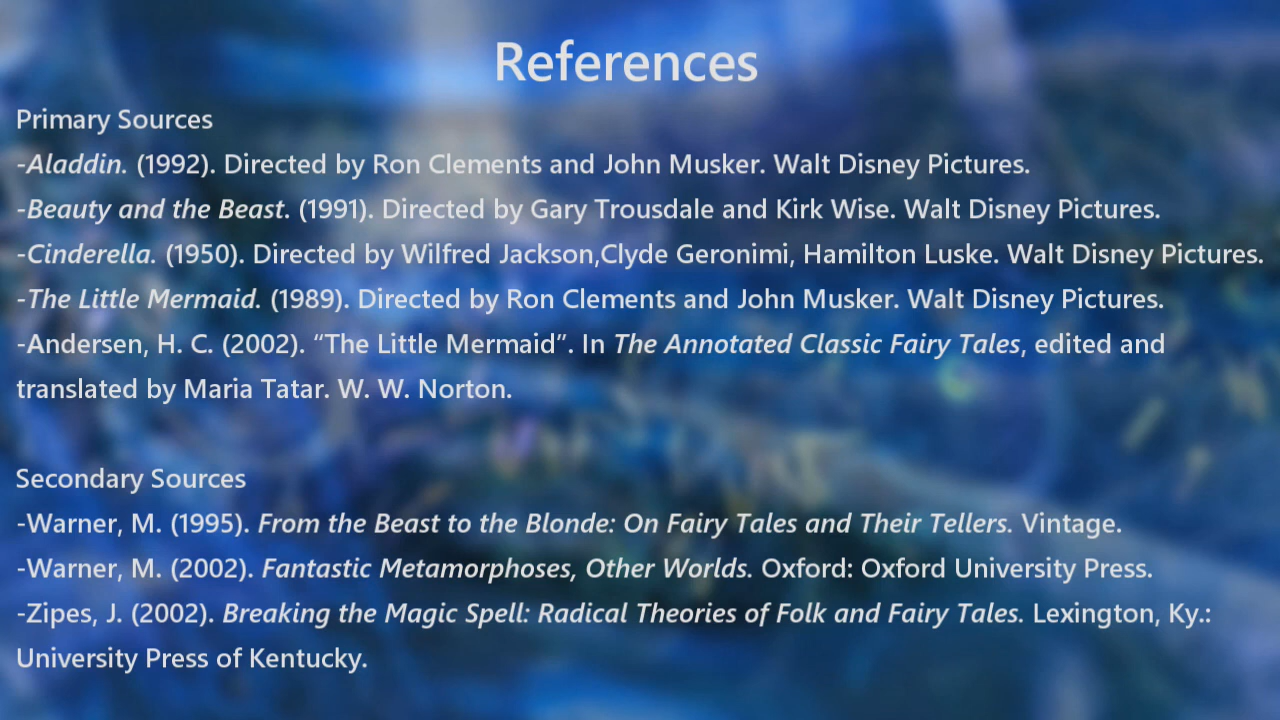 References
Primary Sources
-Aladdin. (1992). Directed by Ron Clements and John Musker. Walt Disney Pictures.
-Beauty and the Beast. (1991). Directed by Gary Trousdale and Kirk Wise. Walt Disney Pictures.
-Cinderella. (1950). Directed by Wilfred Jackson,Clyde Geronimi, Hamilton Luske. Walt Disney Pictures.
-The Little Mermaid. (1989). Directed by Ron Clements and John Musker. Walt Disney Pictures.
-Andersen, H. C. (2002). “The Little Mermaid”. In The Annotated Classic Fairy Tales, edited and
translated by Maria Tatar. W. W. Norton.
Secondary Sources
-Warner, M. (1995). From the Beast to the Blonde: On Fairy Tales and Their Tellers. Vintage.
-Warner, M. (2002). Fantastic Metamorphoses, Other Worlds. Oxford: Oxford University Press.
-Zipes, J. (2002). Breaking the Magic Spell: Radical Theories of Folk and Fairy Tales. Lexington, Ky.:
University Press of Kentucky.